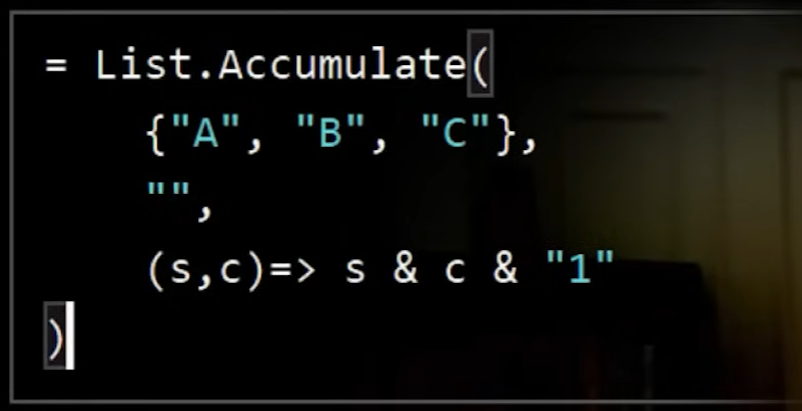 = List.Accumulate(
{"A", "B", "C"},
"",
(s,c)=> s & c & "1"
)